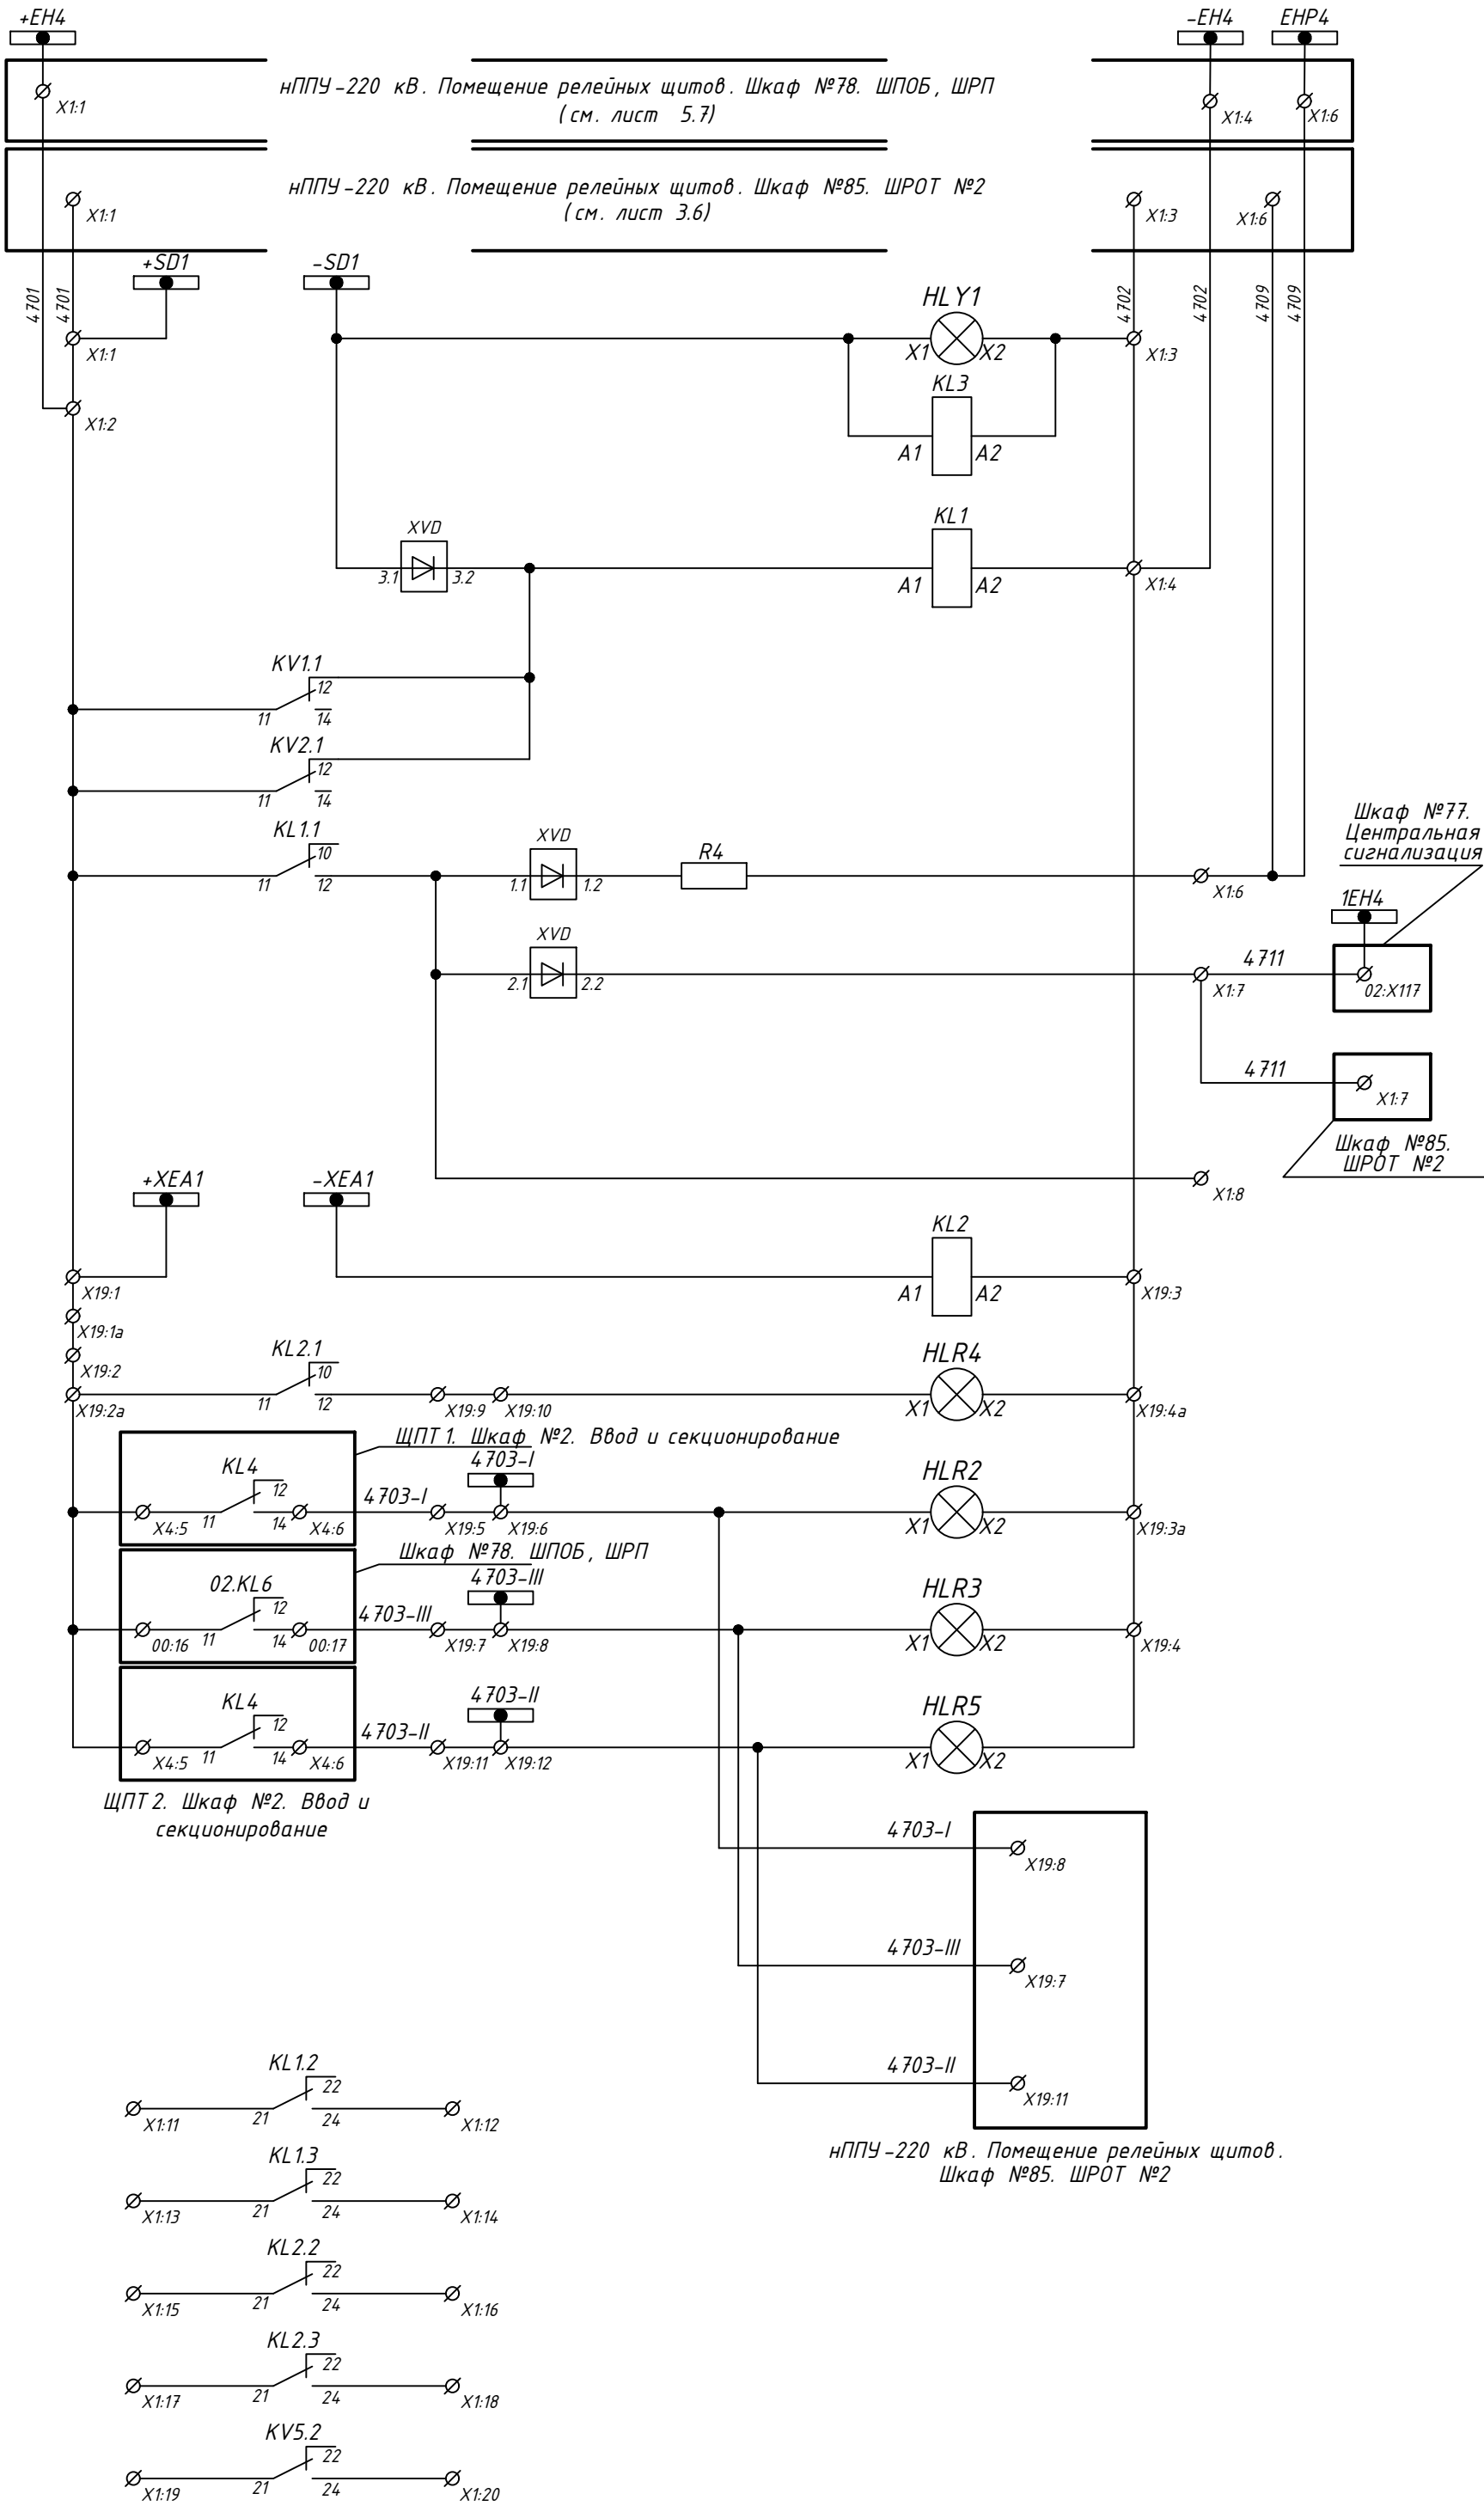 +EH4
-EH4 EHP4
нППУ-220 кВ. Помещение релейных щитов. Шкаф №78. ШПОБ, ШРП
(см. лист 5.7)
X1:1
X1:4
X1:6
нППУ-220 кВ. Помещение релейных щитов. Шкаф №85. ШРОТ №2
(см. лист 3.6)
X1:1
X1:3
X1:6
+SD1
-SD1
4701
4701
4702
4702
4709
4709
HLY1
X1 X2
X1:1
X1:3
KL3
A1 A2
X1:2
KL1
XVD
3.1 3.2
A1 A2
X1:4
KV1.1
12
11 14
KV2.1
12
11 14
KL1.1
10
11 12
XVD
1.1 1.2
R4
X1:6
Шкаф №77.
Центральная
сигнализация
1EH4
XVD
2.1 2.2
4711
X1:7
02:X117
4711
X1:7
Шкаф №85.
ШРОТ №2
X1:8
+XEA1
-XEA1
KL2
A1 A2
X19:1
X19:3
X19:1a
X19:2
KL2.1
10
11 12
X19:2a
X19:9 X19:10
HLR4
X1 X2
X19:4a
ЩПТ 1. Шкаф №2. Ввод и секционирование
KL4
12
X4:5 11 14 X4:6
4703-I
4703-I
X19:5 X19:6
HLR2
X1 X2
X19:3a
Шкаф №78. ШПОБ, ШРП
02.KL6
12
00:16 11 14 00:17
4703-III
4703-III
X19:7 X19:8
HLR3
X1 X2
X19:4
KL4
12
X4:5 11 14 X4:6
4703-II
4703-II
X19:11 X19:12
HLR5
X1 X2
ЩПТ 2. Шкаф №2. Ввод и
секционирование
4703-I
X19:8
4703-III
X19:7
4703-II
X19:11
нППУ-220 кВ. Помещение релейных щитов.
Шкаф №85. ШРОТ №2
KL1.2
22
X1:11 21 24 X1:12
KL1.3
22
X1:13 21 24 X1:14
KL2.2
22
X1:15 21 24 X1:16
KL2.3
22
X1:17 21 24 X1:18
KV5.2
22
X1:19 21 24 X1:20